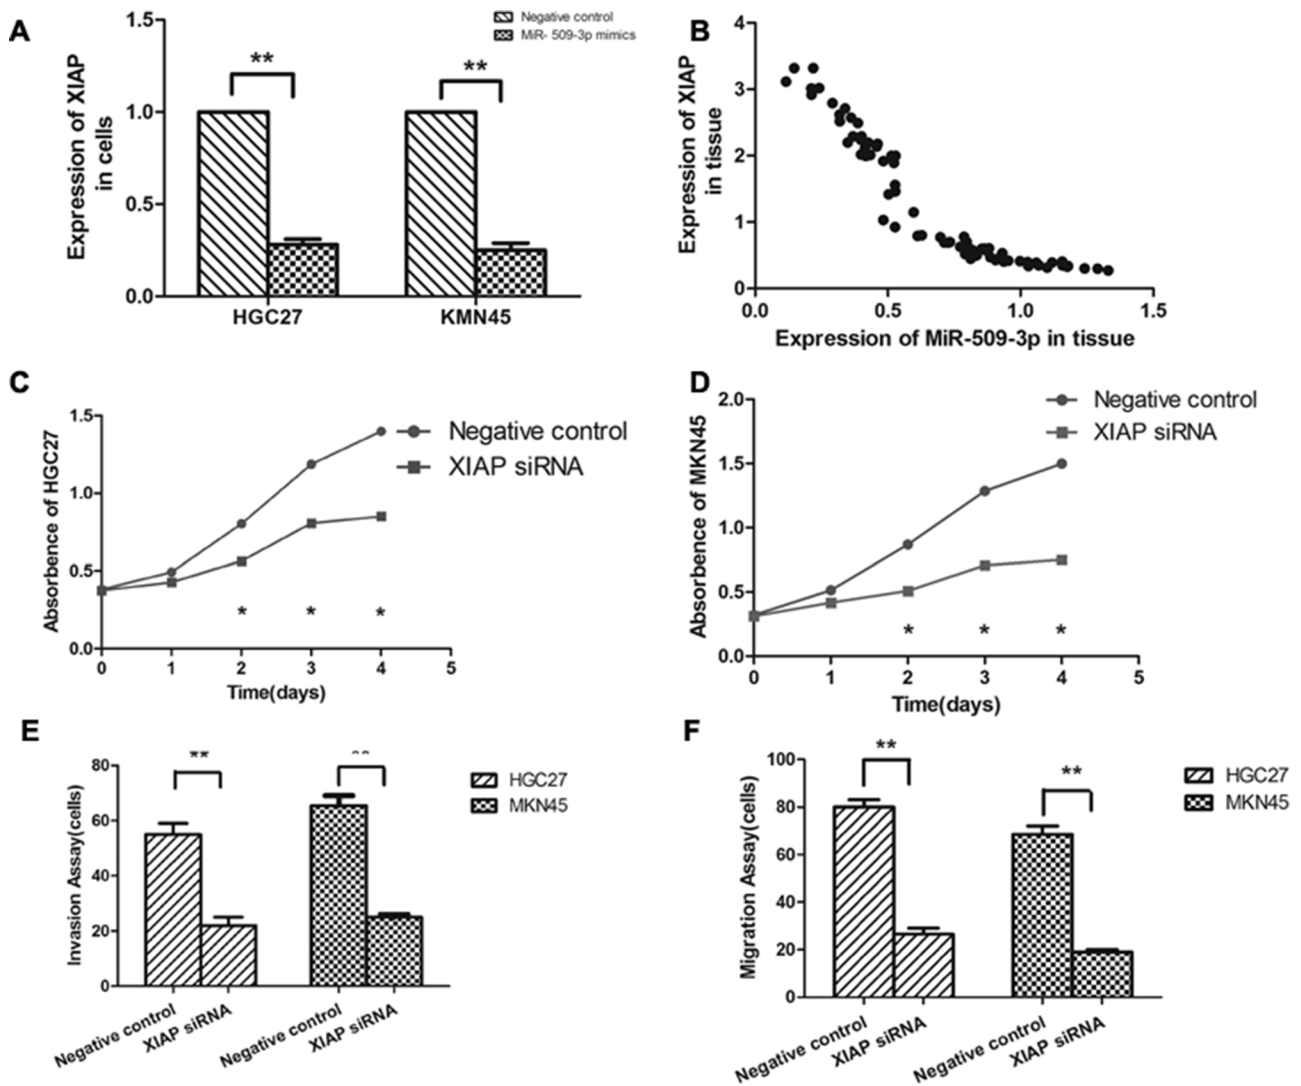 A
Expression of XIAP
in cells
1.5
1.0
0.5
0.0
Negative control
MiR- 509-3p mimics
**
**
HGC27
KMN45
B
Expression of XIAP
in tissue
4
3
2
1
0
0.0
0.5
1.0
1.5
Expression of MiR-509-3p in tissue
C
Absorbence of HGC27
1.5
1.0
0.5
0.0
Negative control
XIAP siRNA
*
*
*
0
1
2
3
4
5
Time(days)
D
Absorbence of MKN45
2.0
1.5
1.0
0.5
0.0
Negative control
XIAP siRNA
*
*
*
0
1
2
3
4
5
Time(days)
E
Invasion Assay(cells)
80
60
40
20
0
**
**
HGC27
MKN45
Negative control
XIAP siRNA
Negative control
XIAP siRNA
F
Migration Assay(cells)
100
80
60
40
20
0
**
**
HGC27
MKN45
Negative control
XIAP siRNA
Negative control
XIAP siRNA